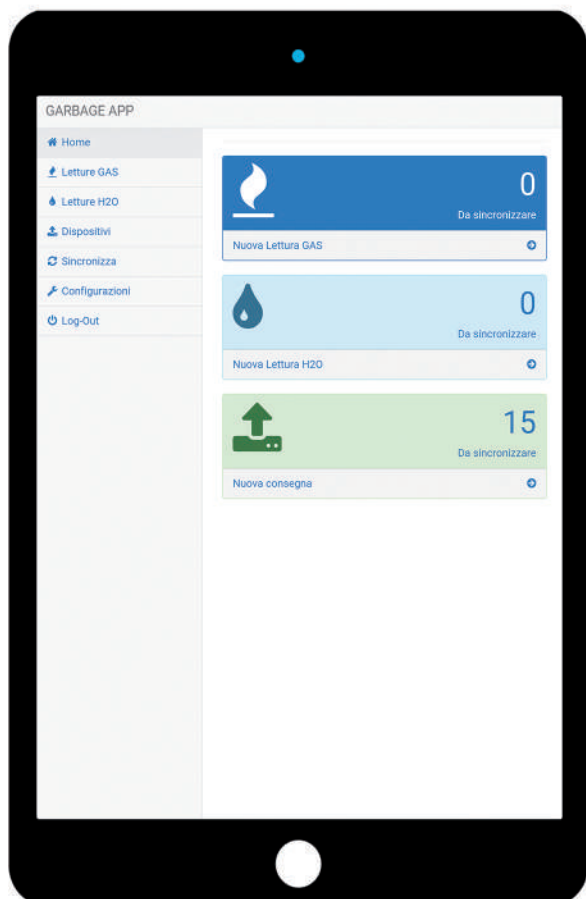 GARBAGE APP
Home
Letture GAS
Letture H2O
Dispositivi
Sincronizza
Configurazioni
Log-Out
0
Da sincronizzare
Nuova Lettura GAS
0
Da sincronizzare
Nuova Lettura H2O
15
Da sincronizzare
Nuova consegna